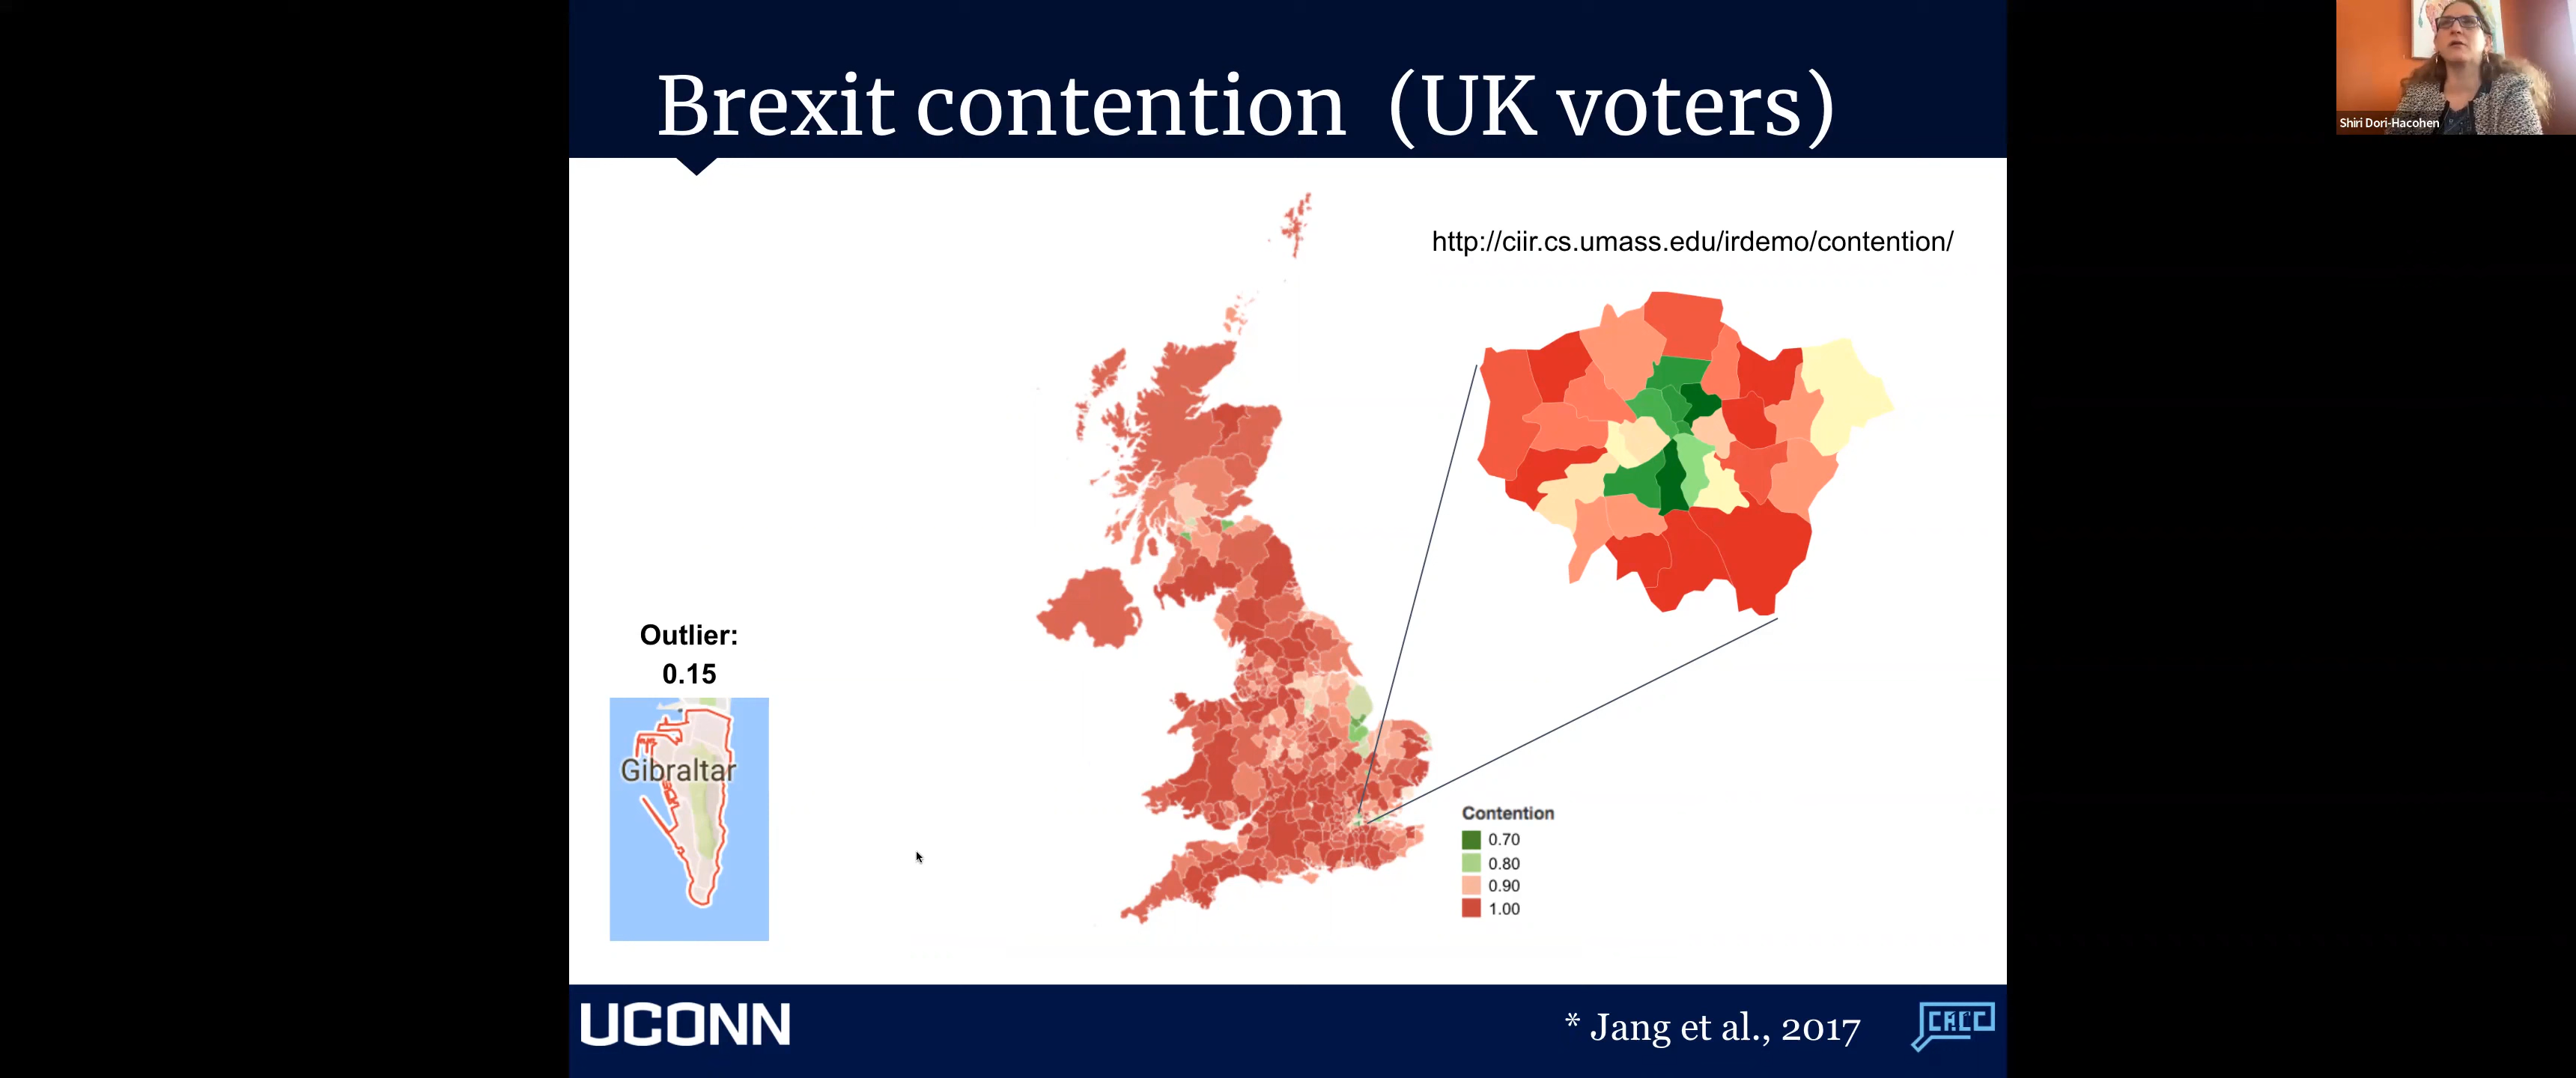 Brexit contention (UK voters)
Shiri Dori-Hacohen
http://ciir.cs.umass.edu/irdemo/contention/
Outlier:
0.15
Gibraltar
Contention
0.70
0.80
0.90
1.00
UCONN
* Jang et al., 2017